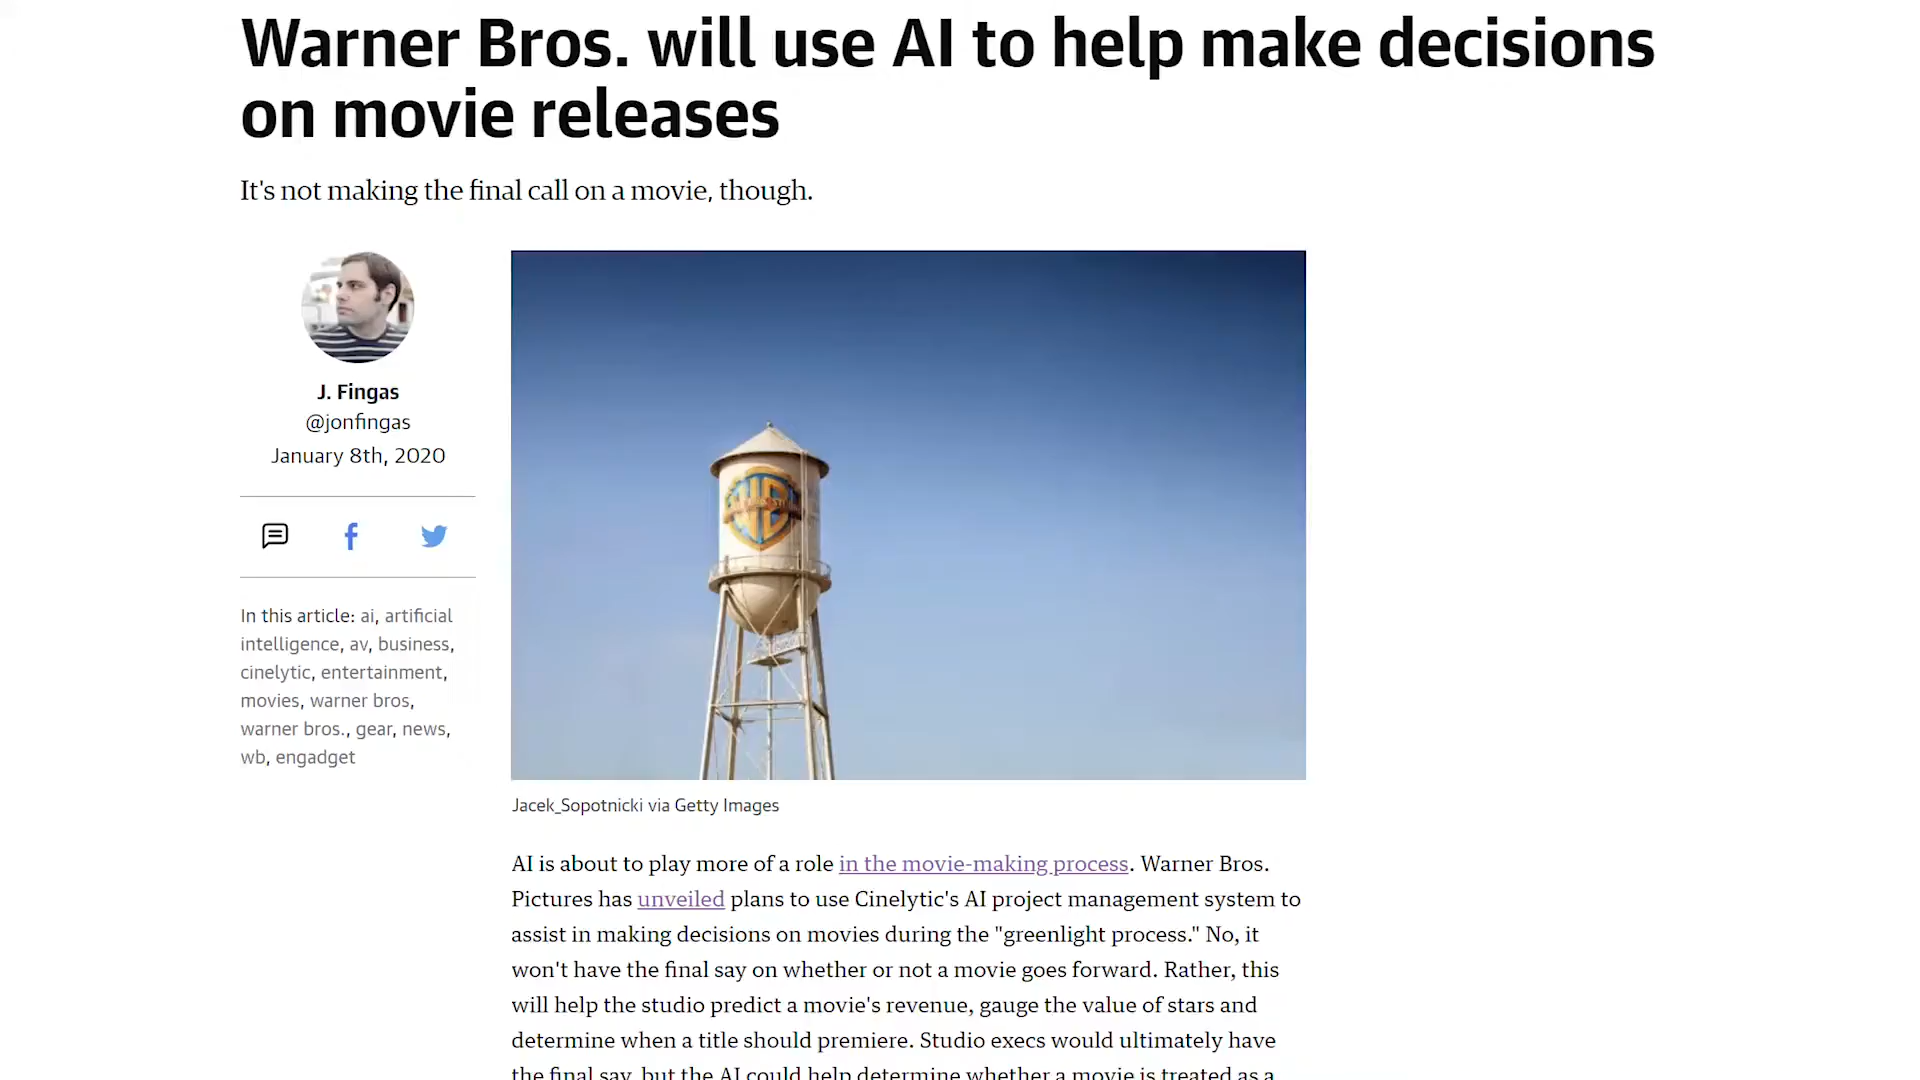 Warner Bros. will use AI to help make decisions
on movie releases
It's not making the final call on a movie, though.
J. Fingas
@jonfingas
January 8th, 2020
In this article: ai, artificial
intelligence, av, business,
cinelytic, entertainment,
movies, warner bros,
warner bros., gear, news,
wb, engadget
WB
Jacek_Sopotnicki via Getty Images
AI is about to play more of a role in the movie-making process. Warner Bros.
Pictures has unveiled plans to use Cinelytic's AI project management system to
assist in making decisions on movies during the "greenlight process." No, it
won't have the final say on whether or not a movie goes forward. Rather, this
will help the studio predict a movie's revenue, gauge the value of stars and
determine when a title should premiere. Studio execs would ultimately have
the final say, but the AI could help determine whether a movie is treated as a